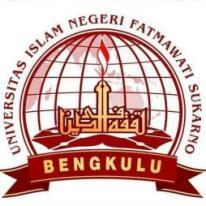 UNIVERSITAS ISLAM NEGERI FATMAWATI SUKARNO
BENGKULU